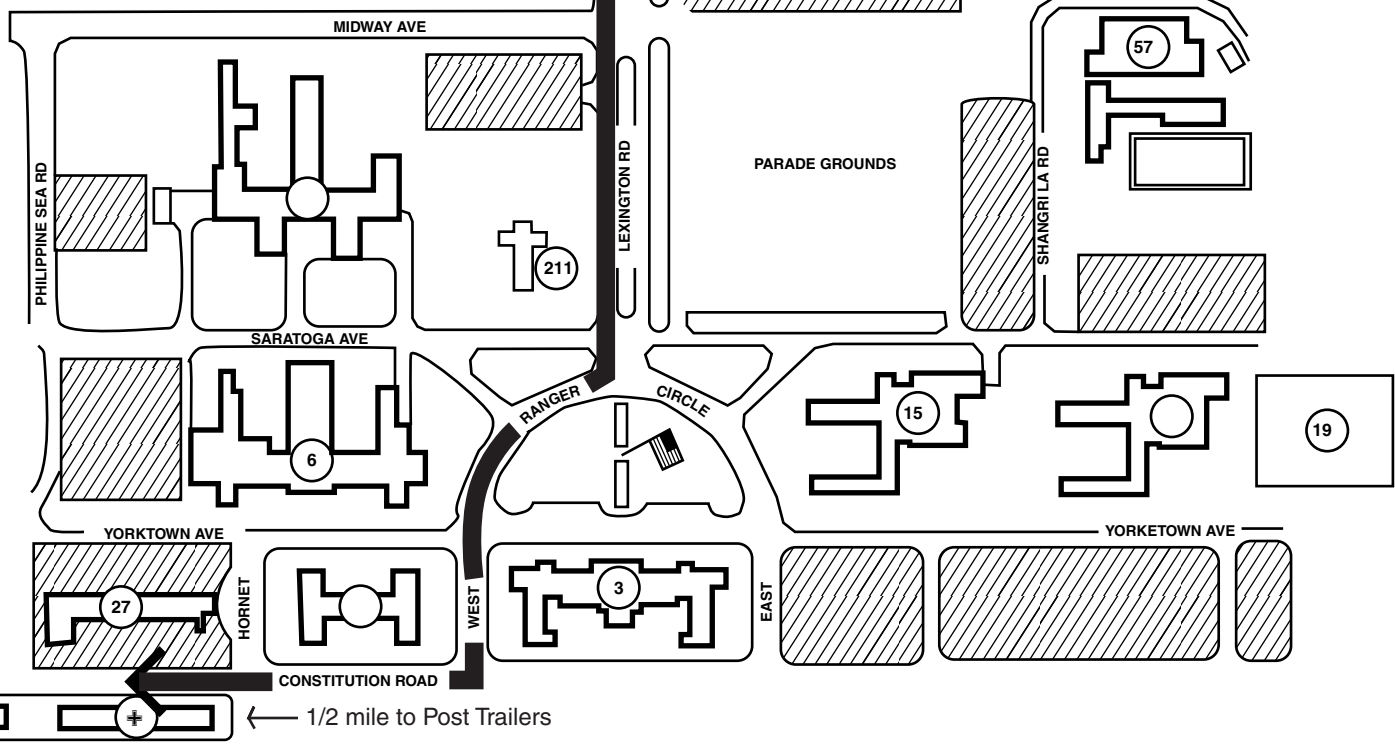 MIDWAY AVE
57
PHILIPPINE SEA RD
LEXINGTON RD
PARADE GROUNDS
SHANGRI LA RD
211
SARATOGA AVE
RANGER
CIRCLE
15
19
6
YORKTOWN AVE
YORKETOWN AVE
27
HORNET
WEST
3
EAST
CONSTITUTION ROAD
1/2 mile to Post Trailers